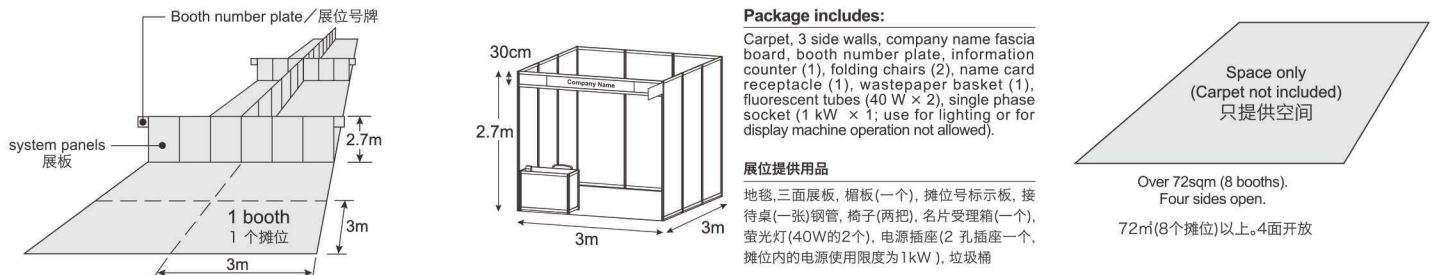 Booth number plate／展位号牌
system panels
展板
2.7m
1 booth
1 个摊位
3m
3m
30cm
Company Name
2.7m
3m
3m
Package includes:
Carpet, 3 side walls, company name fascia
board, booth number plate, information
counter (1), folding chairs (2), name card
receptacle (1), wastepaper basket (1),
fluorescent tubes (40 W × 2), single phase
socket (1 kW × 1; use for lighting or for
display machine operation not allowed).
展位提供用品
地毯,三面展板, 楣板(一个), 摊位号标示板, 接
待桌(一张)钢管, 椅子(两把), 名片受理箱(一个),
萤光灯(40W的2个), 电源插座(2 孔插座一个,
摊位内的电源使用限度为1kW ), 垃圾桶
Space only
(Carpet not included)
只提供空间
Over 72sqm (8 booths).
Four sides open.
72㎡(8个摊位)以上。4面开放